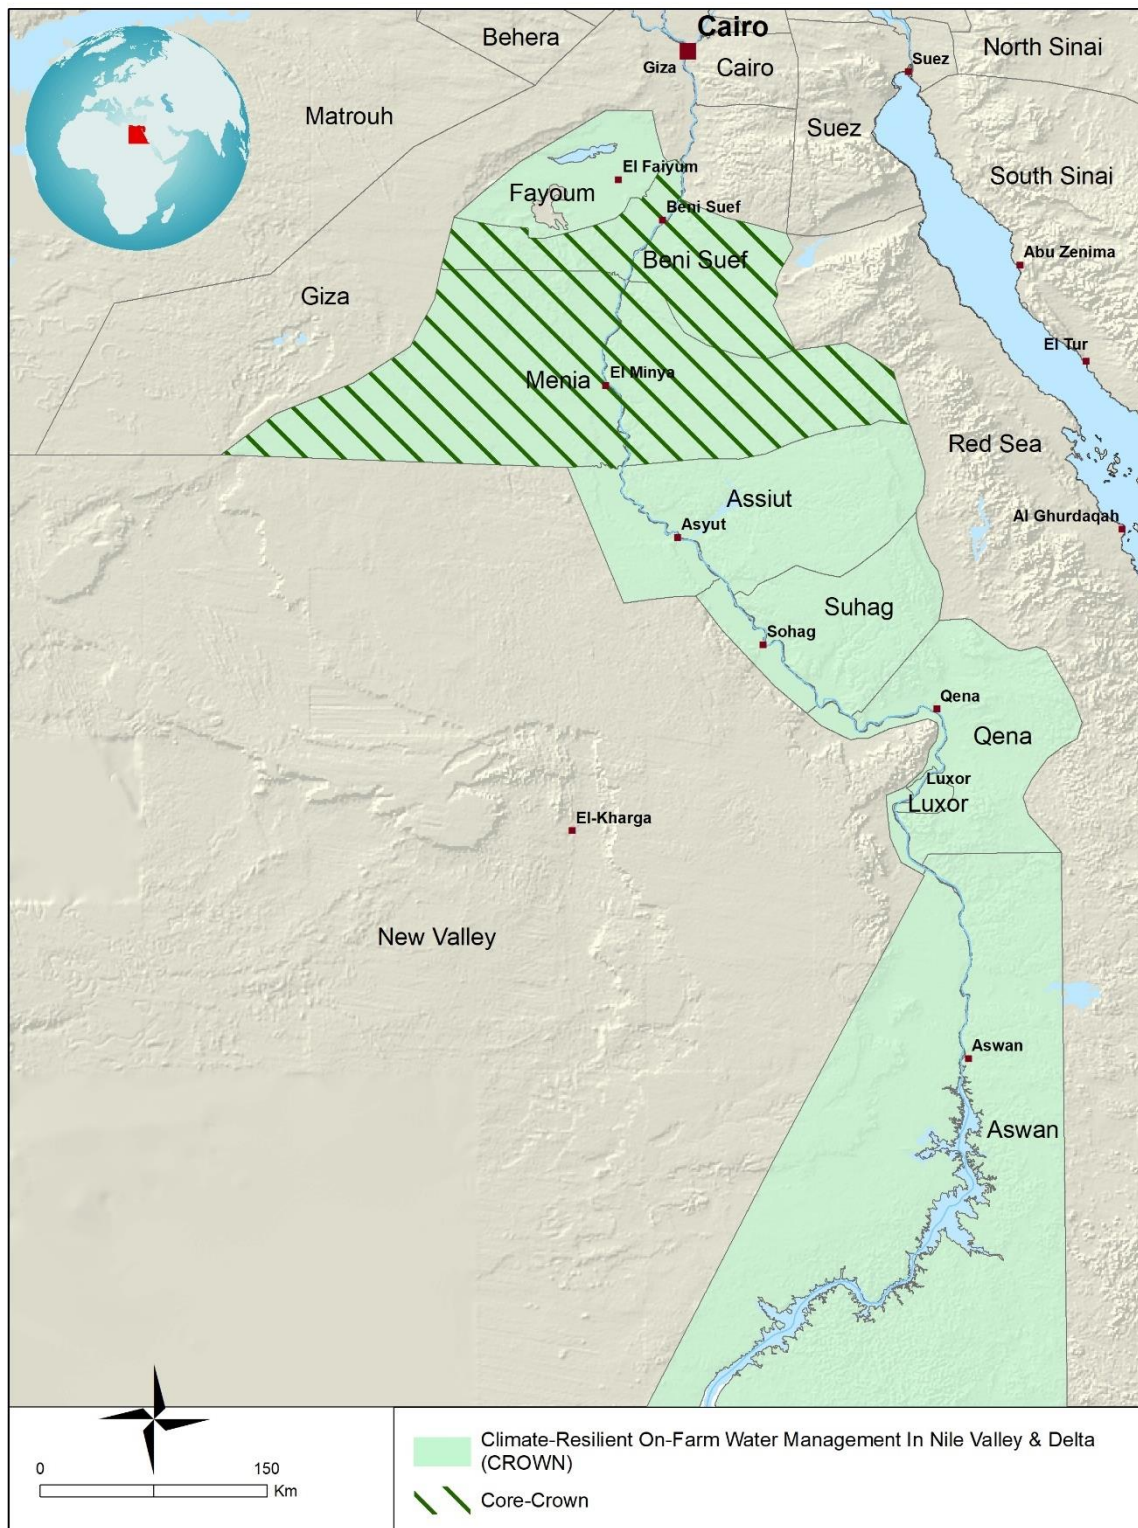 Cairo
Behera
North Sinai
Suez
Giza
Cairo
Matrouh
Suez
El Faiyum
South Sinai
Fayoum
Beni Suef
Abu Zenima
Beni Suef
Giza
El Tur
Menia
El Minya
Red Sea
Assiut
Al Ghurdaqah
Asyut
Suhag
Sohag
Qena
Qena
Luxor
Luxor
El-Kharga
New Valley
Aswan
Aswan
0 150
Km
Climate-Resilient On-Farm Water Management In Nile Valley & Delta
(CROWN)
Core-Crown